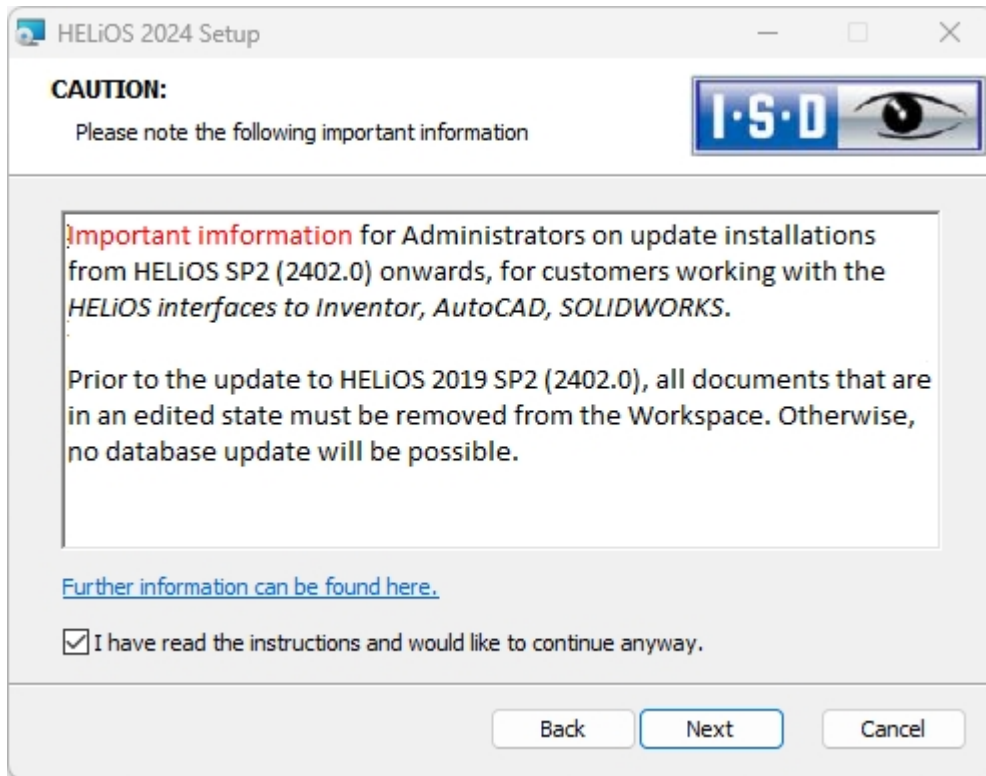 HELiOS 2024 Setup
CAUTION:
Please note the following important information
I·S·D
Important imformation for Administrators on update installations
from HELiOS SP2 (2402.0) onwards, for customers working with the
HELiOS interfaces to Inventor, AutoCAD, SOLIDWORKS.
Prior to the update to HELiOS 2019 SP2 (2402.0), all documents that are
in an edited state must be removed from the Workspace. Otherwise,
no database update will be possible.
Further information can be found here.
I have read the instructions and would like to continue anyway.
Back Next Cancel